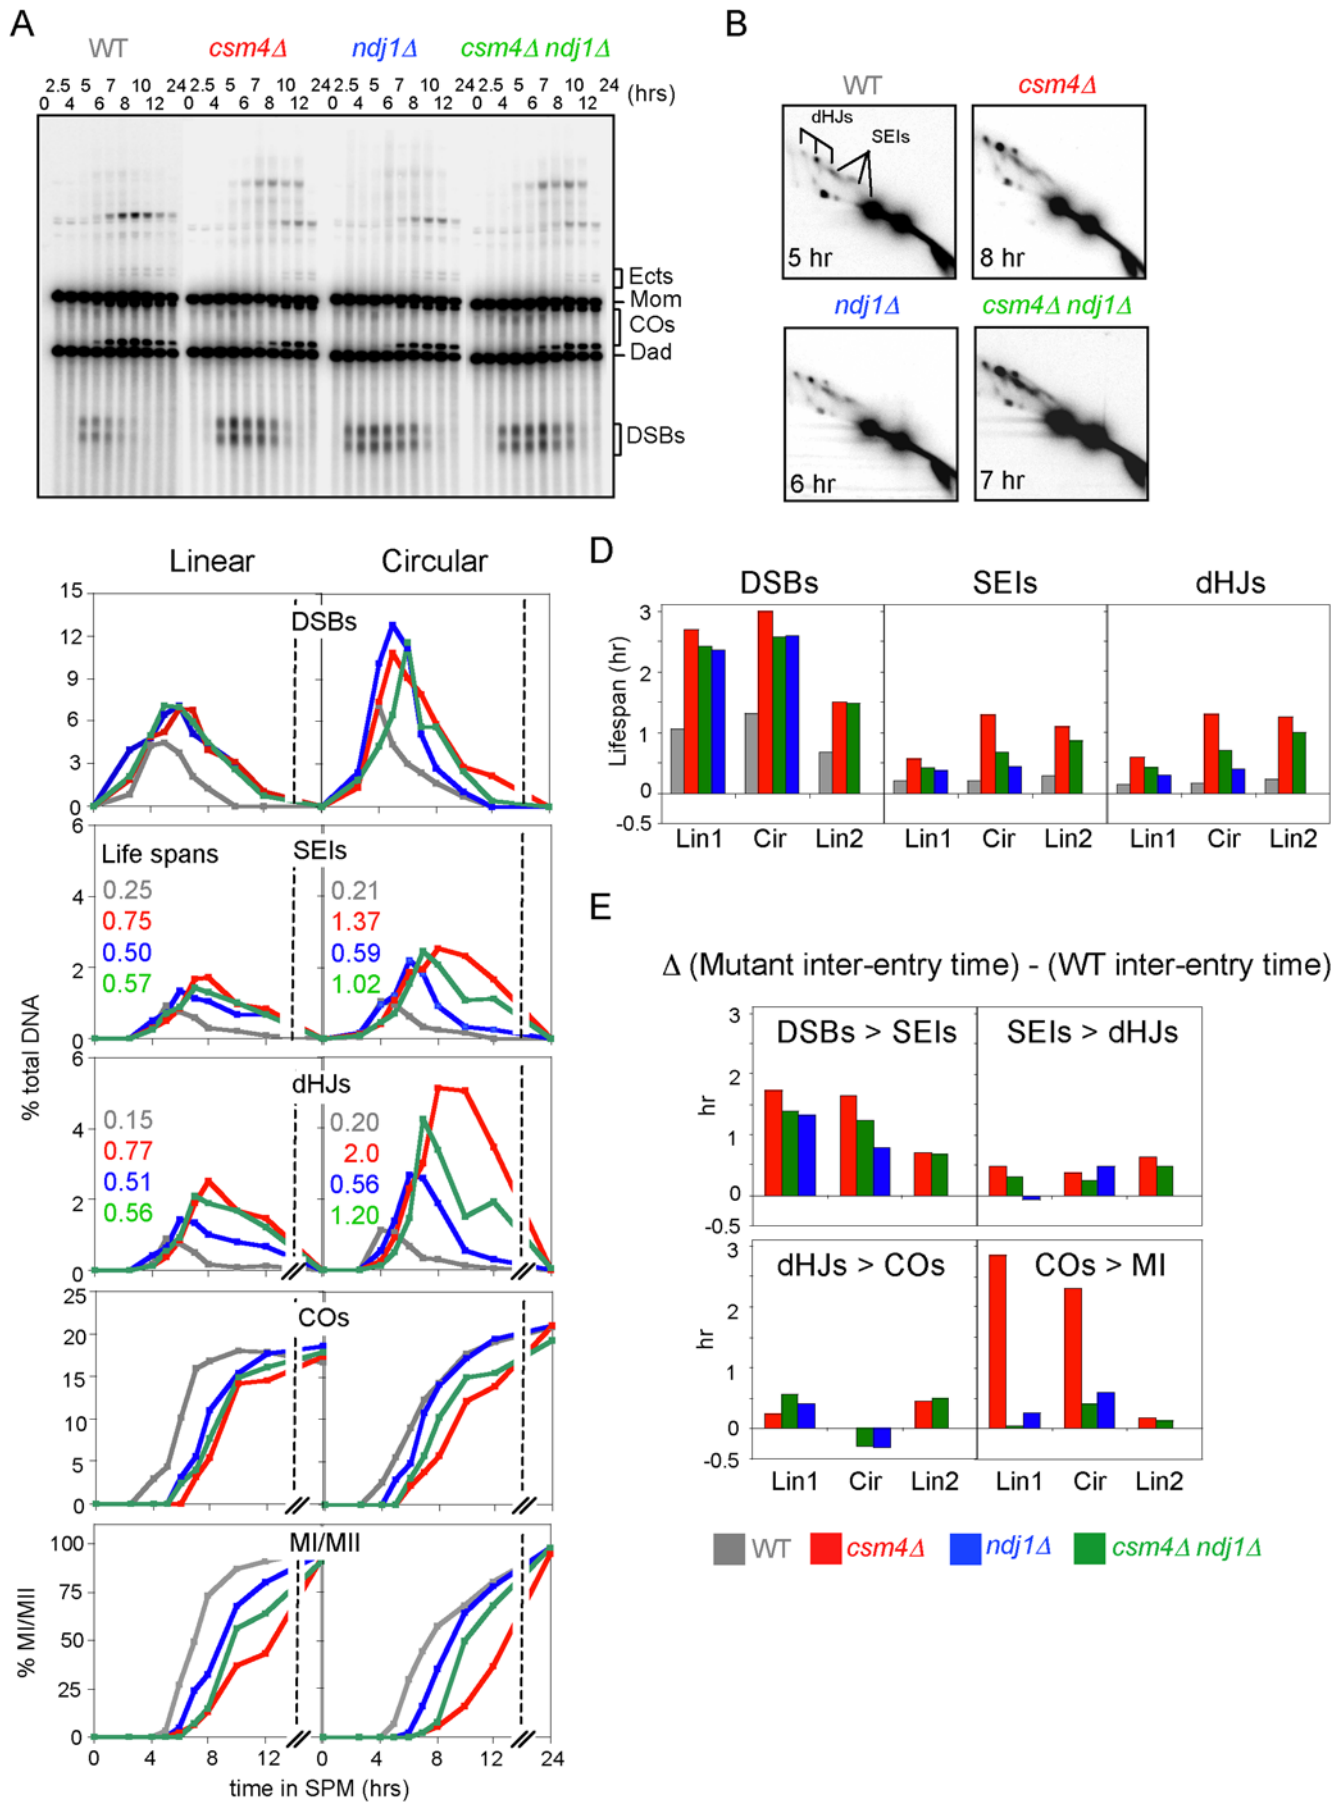 A
WT csm4Δ ndj1Δ csm4Δ ndj1Δ
2.5 5 7 10 24 2.5 5 7 10 24 2.5 5 7 10 24 2.5 5 7 10 24
0 4 6 8 12 0 4 6 8 12 0 4 6 8 12 0 4 6 8 12 (hrs)
Ects
Mom
COs
Dad
DSBs
B
WT csm4Δ
dHJs
SEIs
5 hr 8 hr
ndj1Δ csm4Δ ndj1Δ
6 hr 7 hr
Linear Circular
15
12
9
6
3
0
DSBs
6
4
2
0
SEIs
Life spans
0.25 0.21
0.75 1.37
0.50 0.59
0.57 1.02
6
4
2
0
dHJs
0.15 0.20
0.77 2.0
0.51 0.56
0.56 1.20
% total DNA
25
20
15
10
5
0
COs
100
75
50
25
0
MI/MII
% MI/MII
0 4 8 12 0 4 8 12 24
time in SPM (hrs)
D
DSBs SEIs dHJs
3
2
1
0
-0.5
Lifespan (hr)
Lin1 Cir Lin2 Lin1 Cir Lin2 Lin1 Cir Lin2
E
Δ (Mutant inter-entry time) - (WT inter-entry time)
3
2
1
0
-0.5
hr
DSBs > SEIs SEIs > dHJs
3
2
1
0
-0.5
hr
dHJs > COs COs > MI
Lin1 Cir Lin2 Lin1 Cir Lin2
WT csm4Δ ndj1Δ csm4Δ ndj1Δ